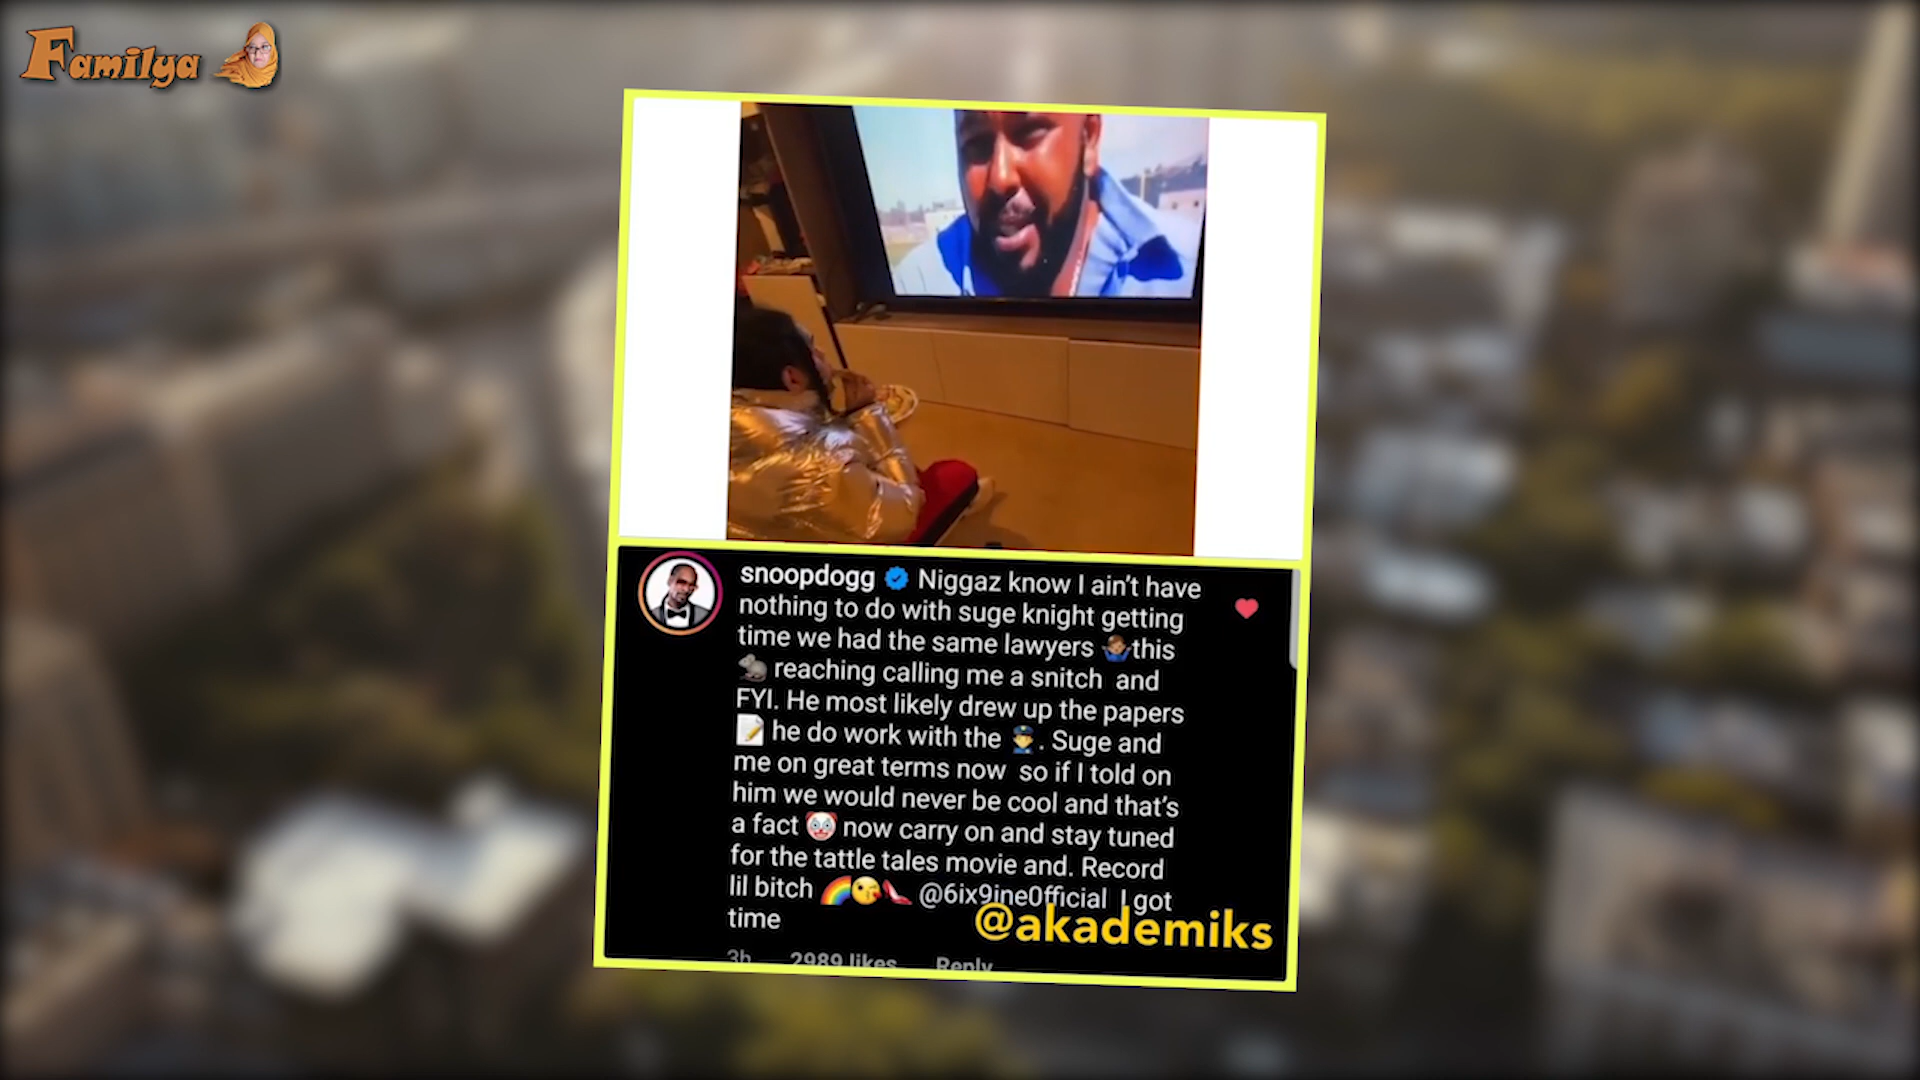 Familya
snoopdogg Niggaz know I ain't have
nothing to do with suge knight getting
time we had the same lawyers 🤷🏽‍♂️this
🐀 reaching calling me a snitch and
FYI. He most likely drew up the papers
📝 he do work with the 👮. Suge and
me on great terms now so if I told on
him we would never be cool and that's
a fact 🤡 now carry on and stay tuned
for the tattle tales movie and. Record
lil bitch 🌈😘👠 @6ix9ine0fficial I got
time
@akademiks
3h 2989 likes Reply